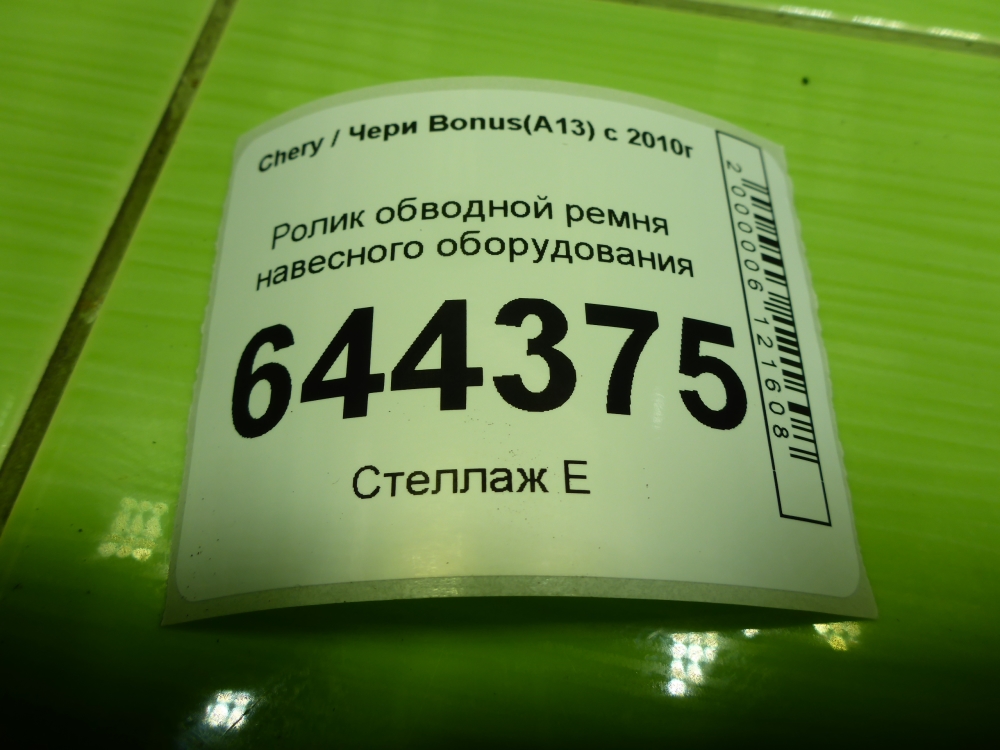 Chery / Чери Bonus(A13) с 2010г
Ролик обводной ремня
навесного оборудования
644375
Стеллаж Е
2000006121608